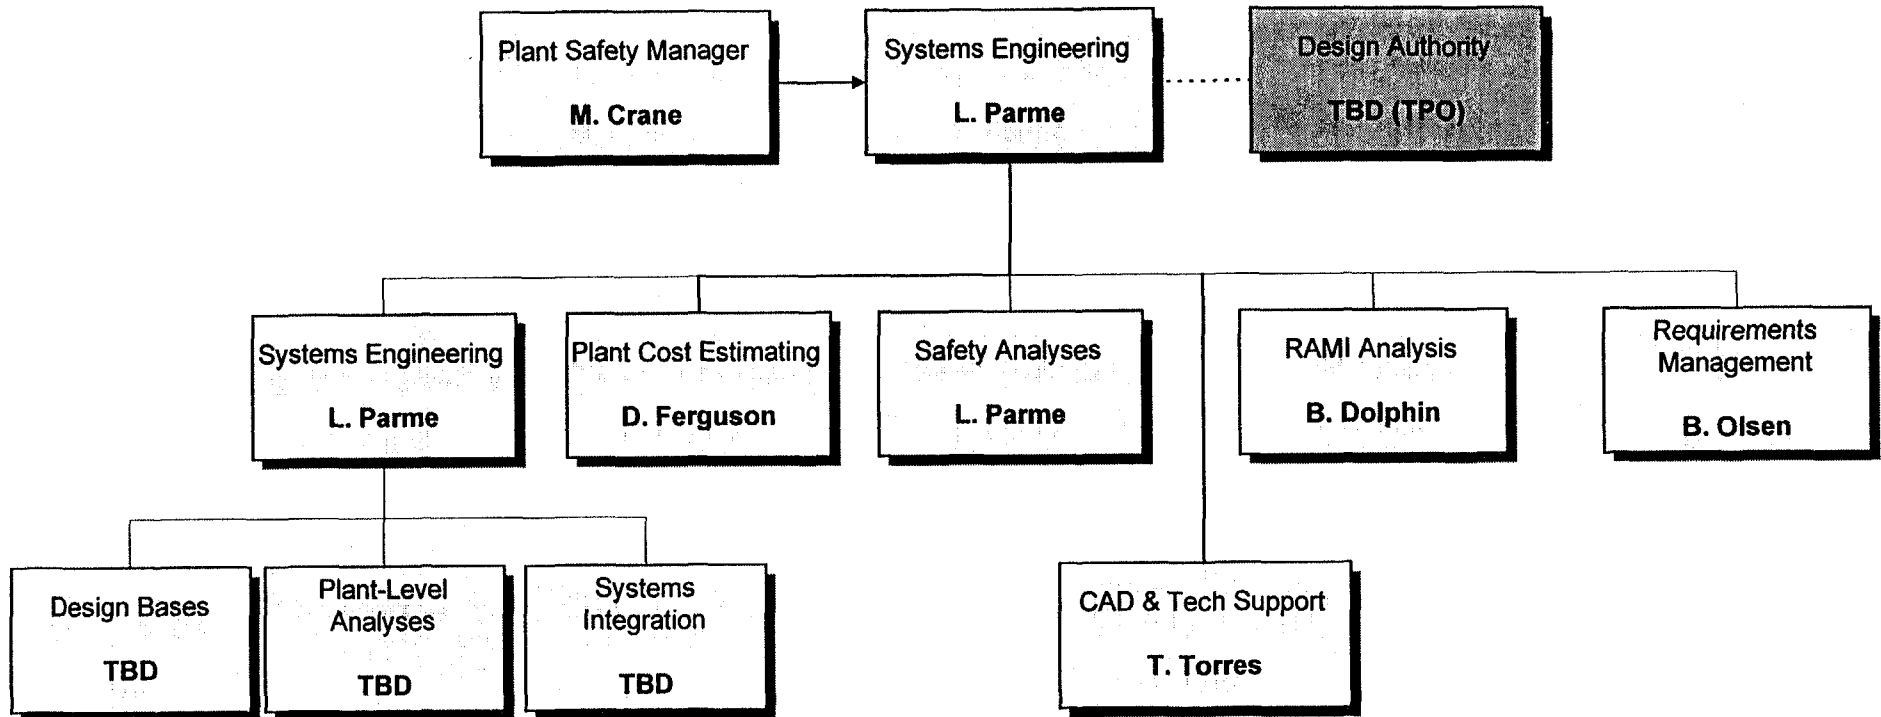 Plant Safety Manager
M. Crane
Systems Engineering
L. Parme
Design Authority
TBD (TPO)
Systems Engineering
L. Parme
Plant Cost Estimating
D. Ferguson
Safety Analyses
L. Parme
RAMI Analysis
B. Dolphin
Requirements
Management
B. Olsen
Design Bases
TBD
Plant-Level
Analyses
TBD
Systems
Integration
TBD
CAD & Tech Support
T. Torres